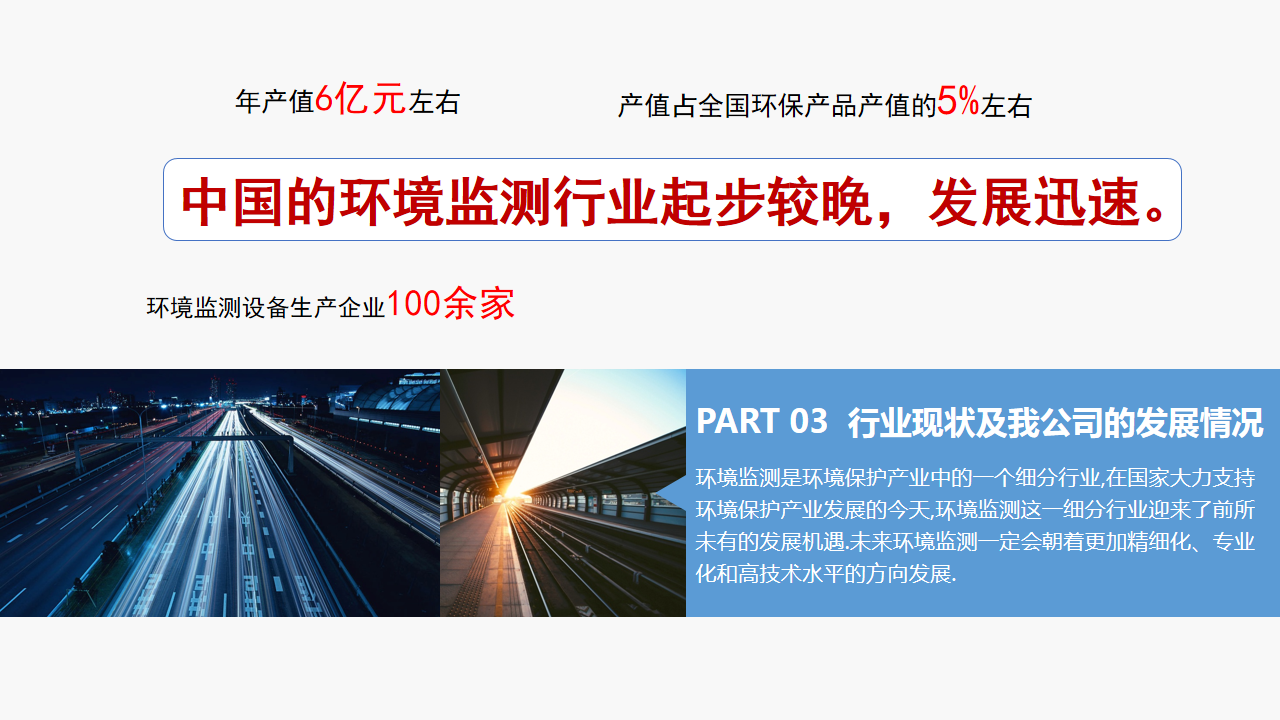 年产值6亿元左右
产值占全国环保产品产值的5%左右
中国的环境监测行业起步较晚，发展迅速。
环境监测设备生产企业100余家
PART 03 行业现状及我公司的发展情况
环境监测是环境保护产业中的一个细分行业,在国家大力支持
环境保护产业发展的今天,环境监测这一细分行业迎来了前所
未有的发展机遇.未来环境监测一定会朝着更加精细化、专业
化和高技术水平的方向发展.